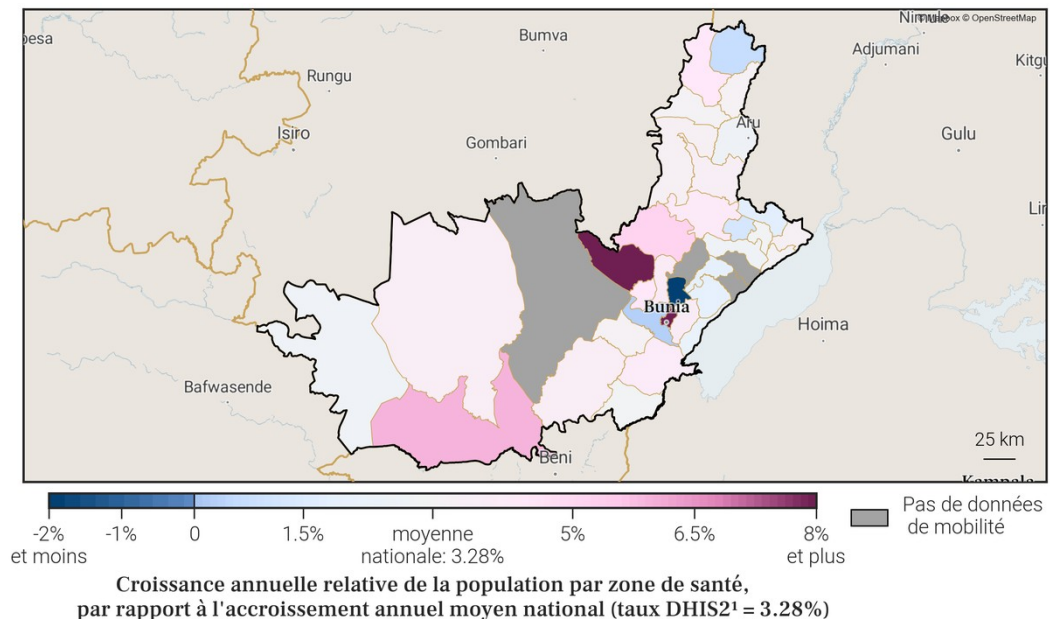 Nimule
Mapbox © OpenStreetMap
Bumva
Adjumani
Rungu
Isiro
Aru
Gulu
Gombari
Bunia
Hoima
Bafwasende
25 km
Beni
Kampala
-2% et moins
-1%
0
1.5%
moyenne nationale: 3.28%
5%
6.5%
8% et plus
Pas de données
de mobilité
Croissance annuelle relative de la population par zone de santé,
par rapport à l'accroissement annuel moyen national (taux DHIS2¹ = 3.28%)